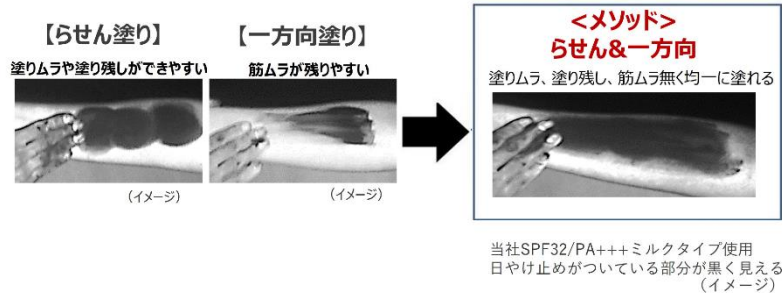 【らせん塗り】
塗りムラや塗り残しができやすい
（イメージ）
【一方向塗り】
筋ムラが残りやすい
（イメージ）
<メソッド>
らせん&一方向
塗りムラ、塗り残し、筋ムラ無く均一に塗れる
当社SPF32/PA+++ミルクタイプ使用
日やけ止めがついている部分が黒く見える
（イメージ）